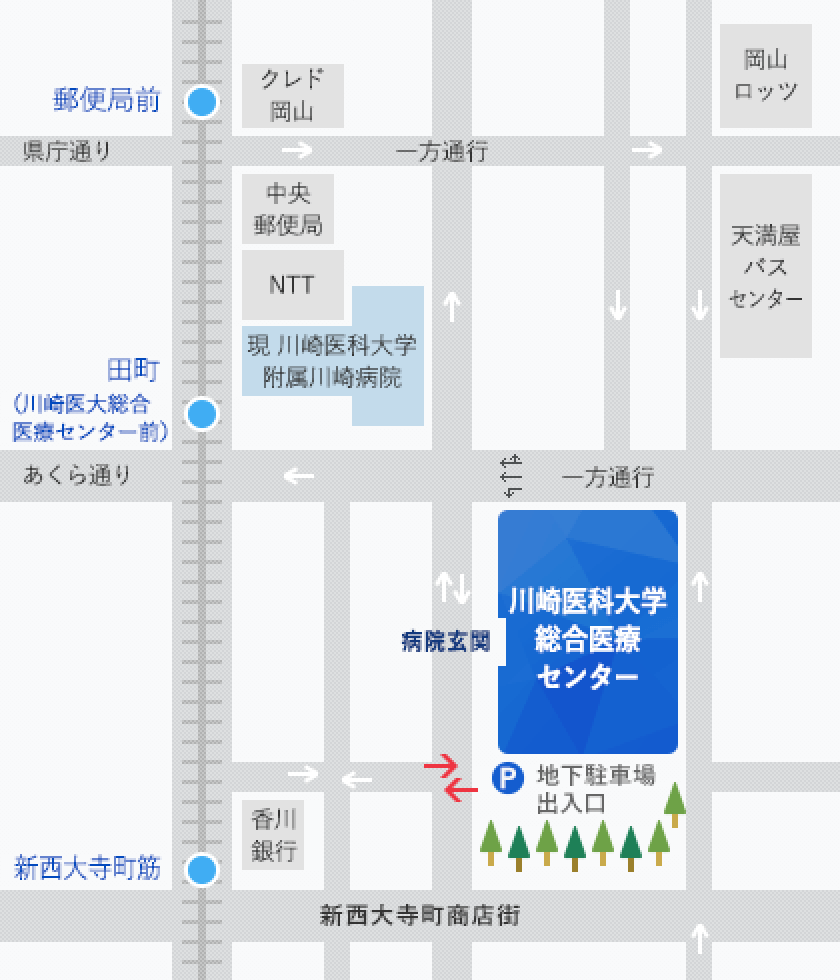 クレド
岡山
岡山
ロッツ
郵便局前
県庁通り
一方通行
中央
郵便局
天満屋
バス
センター
NTT
現 川崎医科大学
附属川崎病院
田町
(川崎医大総合
医療センター前)
あくら通り
一方通行
川崎医科大学
総合医療
センター
病院玄関
P
地下駐車場
出入口
香川
銀行
新西大寺町筋
新西大寺町商店街